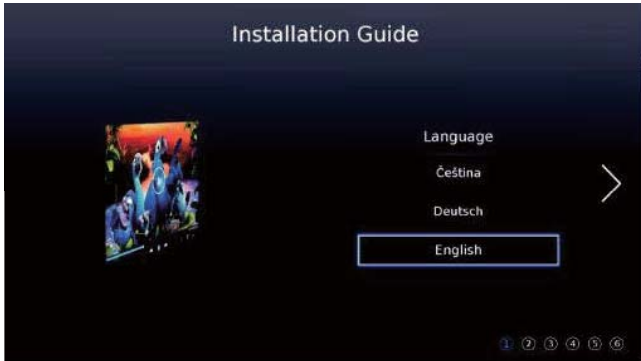 Installation Guide
Language
Čeština
Deutsch
English
1 2 3 4 5 6